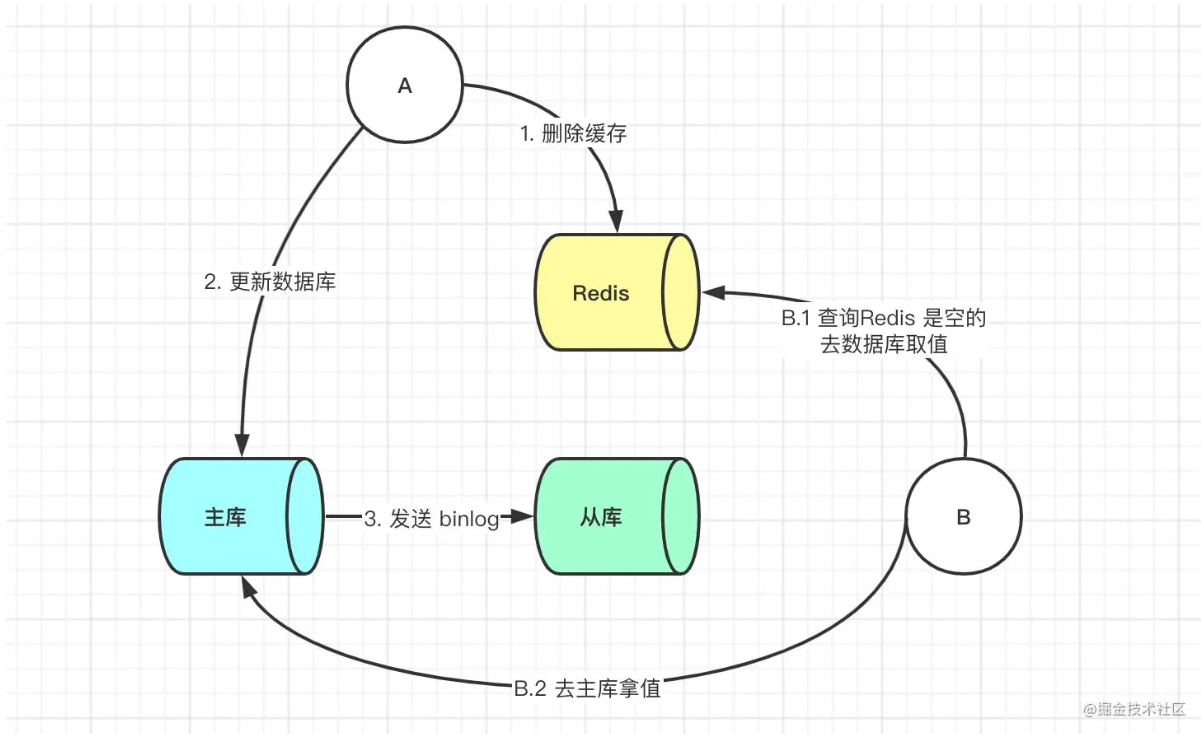 A
1. 删除缓存
2. 更新数据库
Redis
B.1 查询Redis 是空的
去数据库取值
主库
3. 发送 binlog
从库
B
B.2 去主库拿值
@掘金技术社区